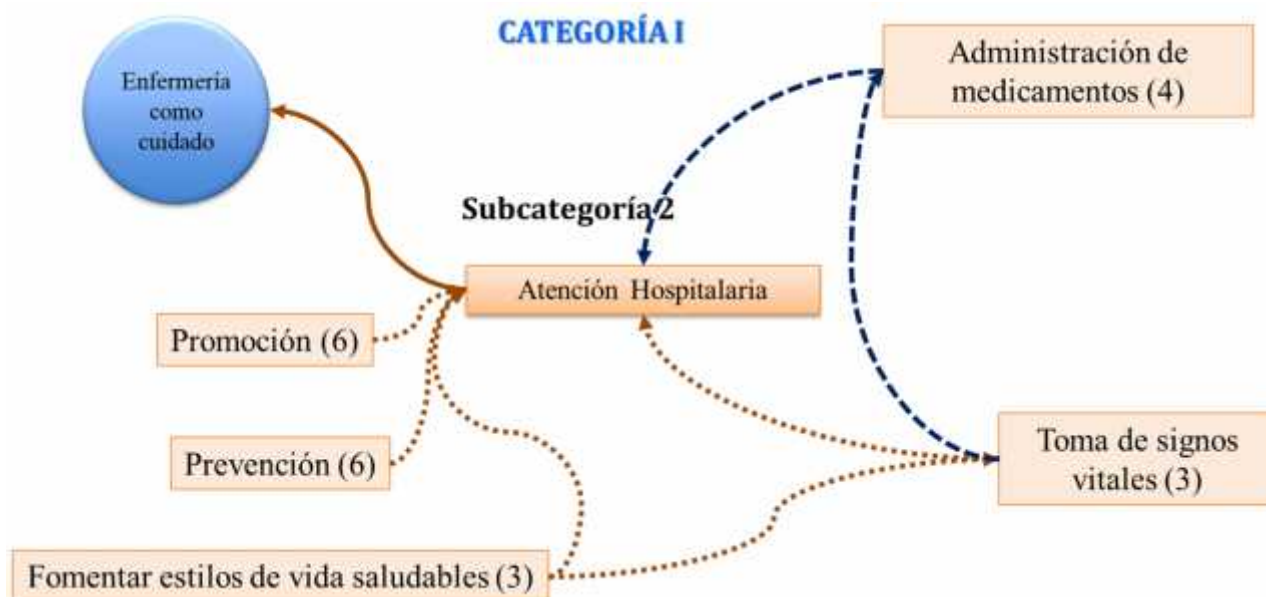 CATEGORÍA I
Enfermería
como
cuidado
Administración de
medicamentos (4)
Subcategoría 2
Atención Hospitalaria
Promoción (6)
Prevención (6)
Toma de signos
vitales (3)
Fomentar estilos de vida saludables (3)